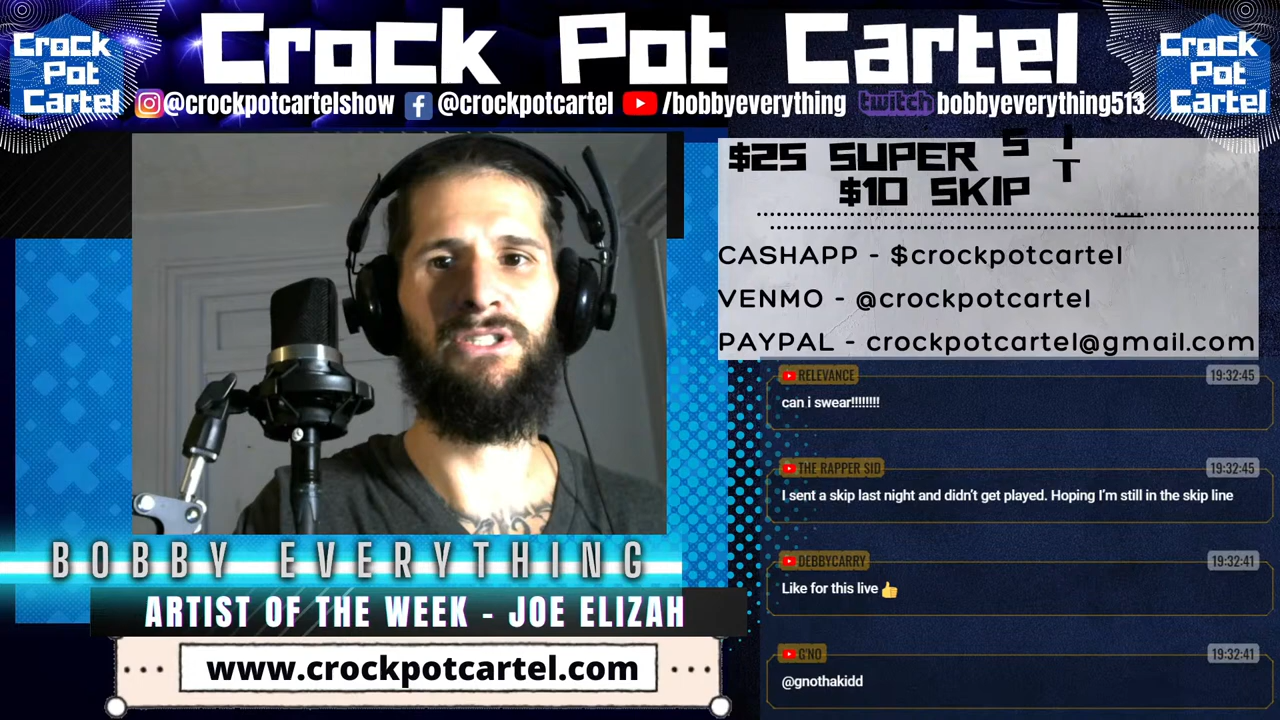 Crock Pot Cartel
Crock
Pot
Cartel
Crock
Pot
Cartel
@crockpotcartelshow @crockpotcartel /bobbyeverything twitch bobbyeverything513
$25 SUPER S I T
$10 SKIP
CASHAPP - $crockpotcartel
VENMO - @crockpotcartel
PAYPAL - crockpotcartel@gmail.com
RELEVANCE 19:32:45
can i swear!!!!!!!!
THE RAPPER SID 19:32:45
I sent a skip last night and didn't get played. Hoping I'm still in the skip line
DEBBYCARRY 19:32:41
Like for this live 👍
G'NO 19:32:41
@gnothakidd
BOBBY EVERYTHING
ARTIST OF THE WEEK - JOE ELIZAH
www.crockpotcartel.com